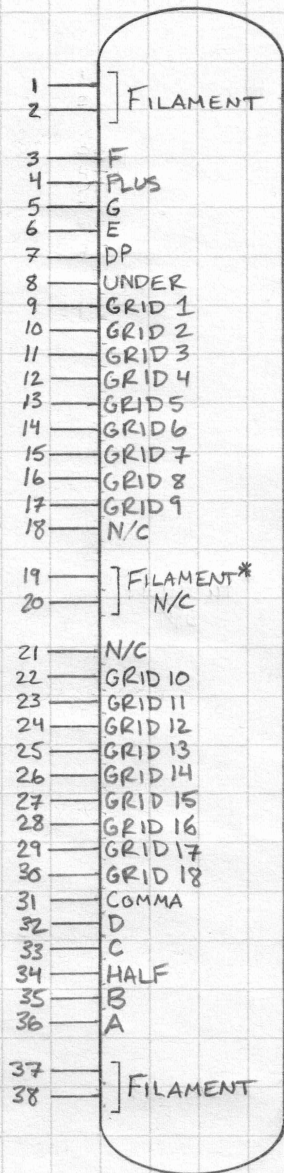 1
2 ] FILAMENT
3 F
4 PLUS
5 G
6 E
7 DP
8 UNDER
9 GRID 1
10 GRID 2
11 GRID 3
12 GRID 4
13 GRID 5
14 GRID 6
15 GRID 7
16 GRID 8
17 GRID 9
18 N/C
19 ] FILAMENT*
20 N/C
21 N/C
22 GRID 10
23 GRID 11
24 GRID 12
25 GRID 13
26 GRID 14
27 GRID 15
28 GRID 16
29 GRID 17
30 GRID 18
31 COMMA
32 D
33 C
34 HALF
35 B
36 A
37
38 ] FILAMENT